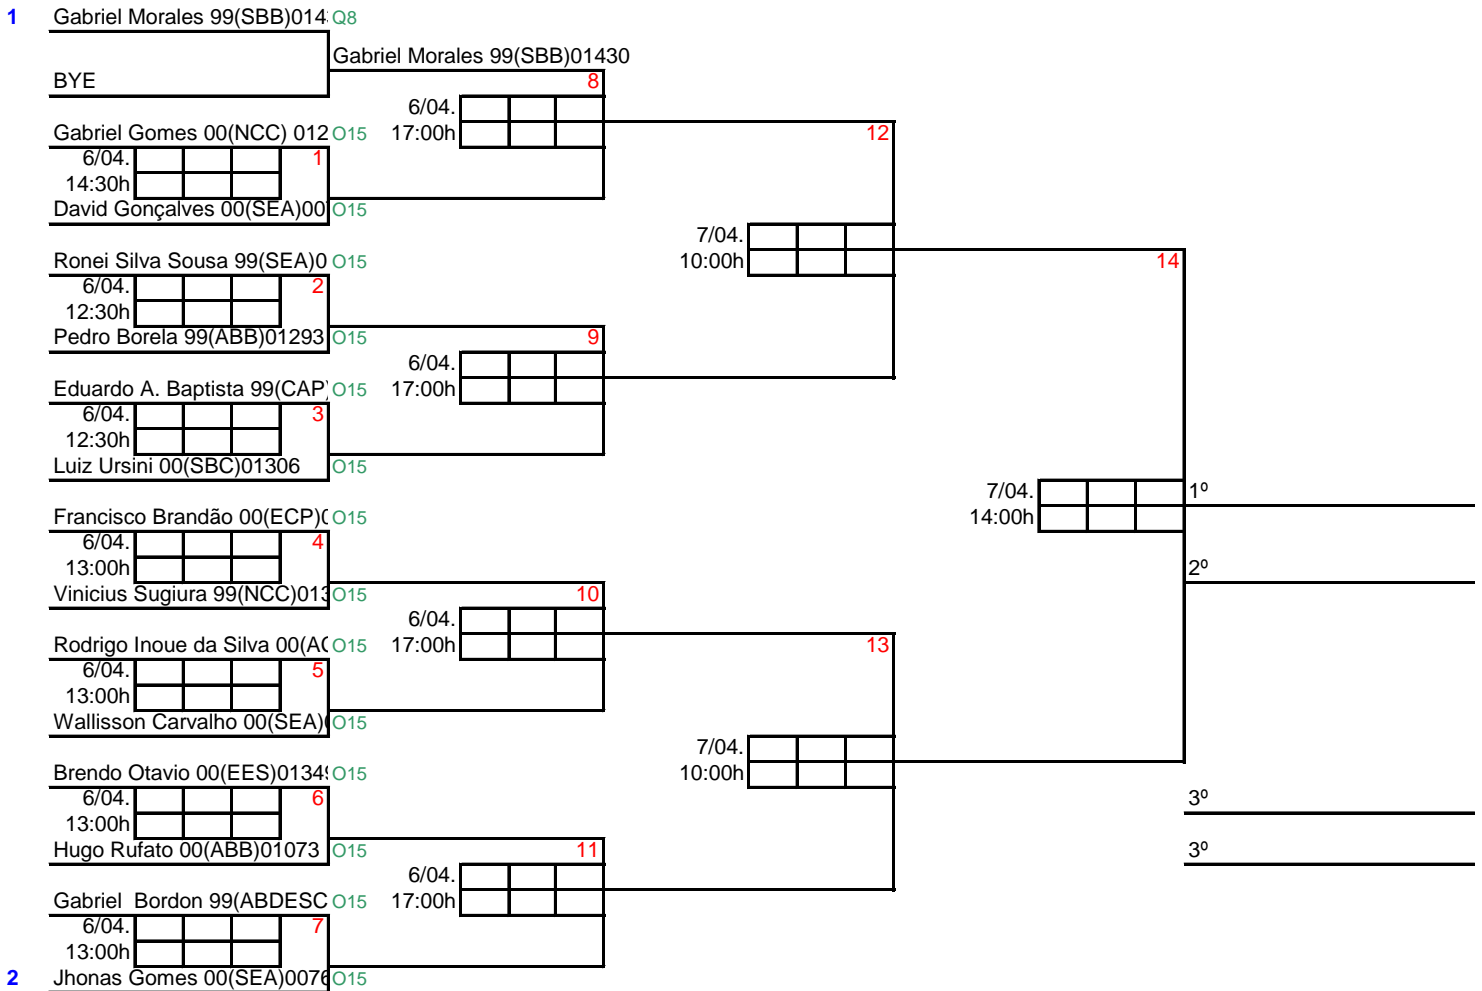 1 Gabriel Morales 99(SBB)014 Q8
Gabriel Morales 99(SBB)01430
BYE 8
6/04.
Gabriel Gomes 00(NCC) 012 O15 17:00h 12
6/04. 1
14:30h
David Gonçalves 00(SEA)00 O15
7/04.
Ronei Silva Sousa 99(SEA)0 O15 10:00h 14
6/04. 2
12:30h
Pedro Borela 99(ABB)01293 O15 9
6/04.
Eduardo A. Baptista 99(CAP) O15 17:00h
6/04. 3
12:30h
Luiz Ursini 00(SBC)01306 O15
7/04. 1º
Francisco Brandão 00(ECP)0 O15 14:00h
6/04. 4
13:00h 2º
Vinicius Sugiura 99(NCC)013 O15 10
6/04.
Rodrigo Inoue da Silva 00(AC O15 17:00h 13
6/04. 5
13:00h
Wallisson Carvalho 00(SEA) O15
7/04.
Brendo Otavio 00(EES)0134 O15 10:00h
6/04. 6 3º
13:00h
Hugo Rufato 00(ABB)01073 O15 11 3º
6/04.
Gabriel Bordon 99(ABDESC O15 17:00h
6/04. 7
13:00h
2 Jhonas Gomes 00(SEA)0076 O15